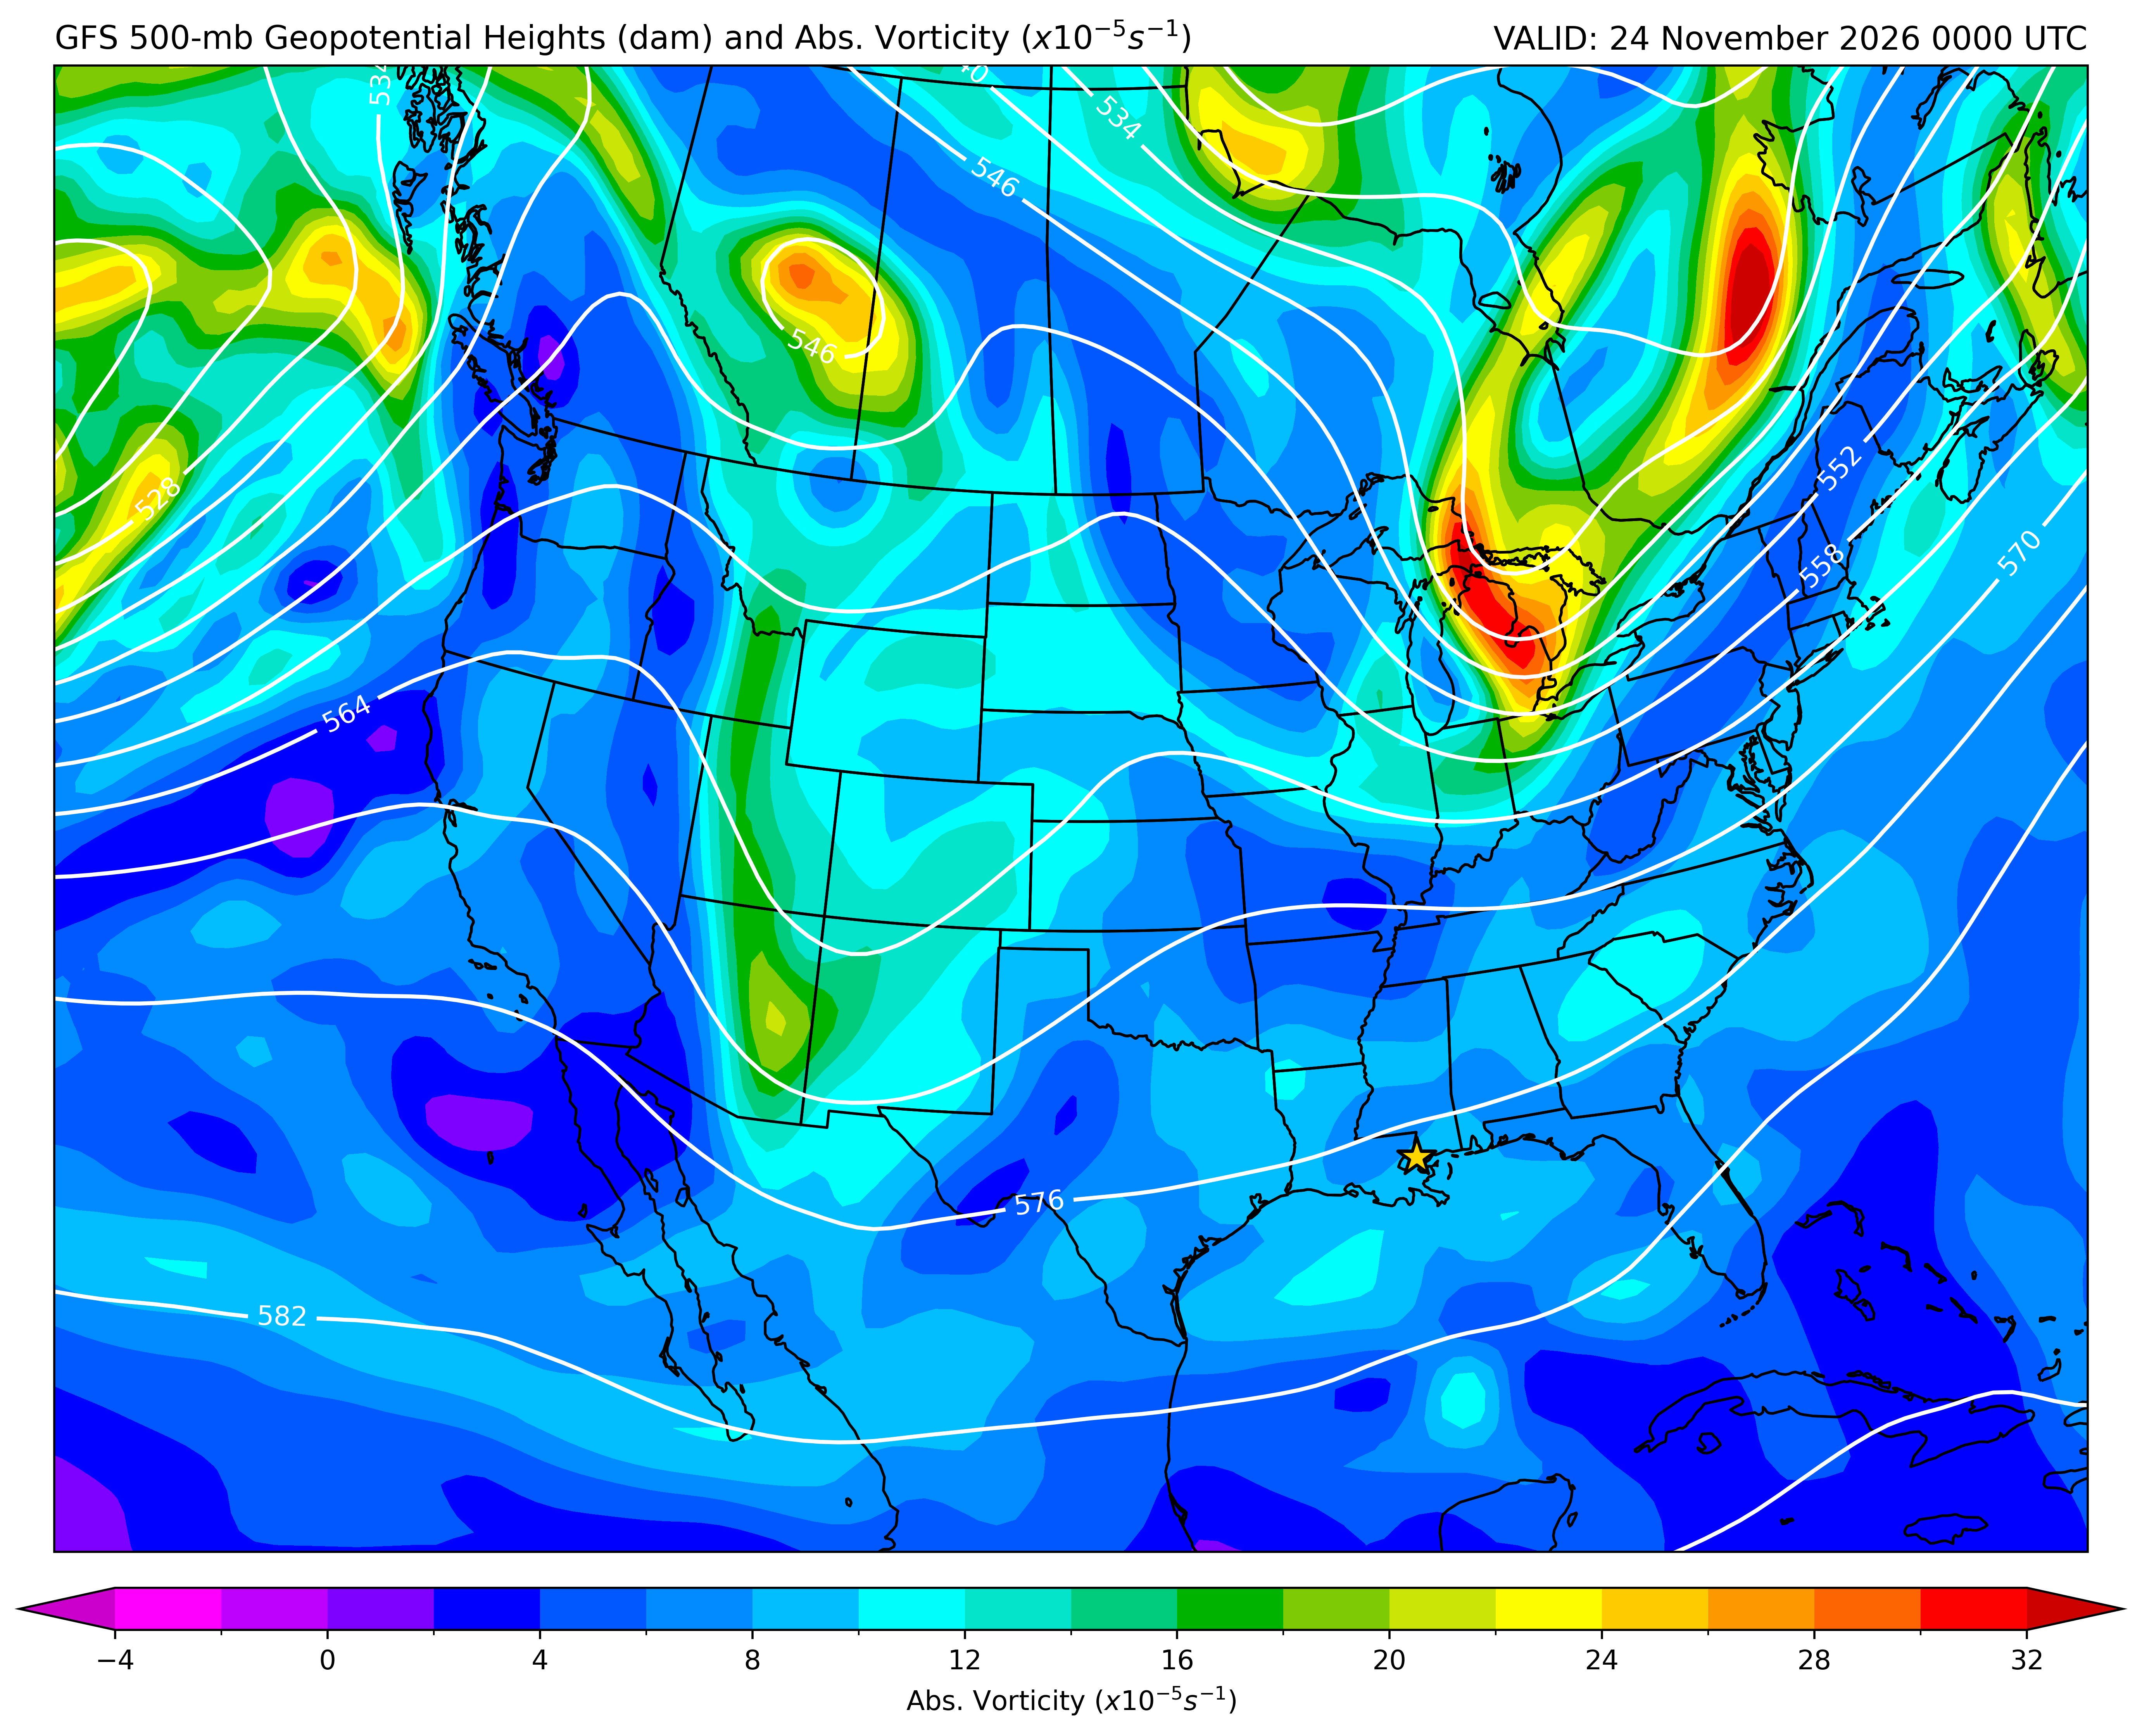 GFS 500-mb Geopotential Heights (dam) and Abs. Vorticity (x10⁻⁵s⁻¹)
VALID: 24 November 2026 0000 UTC
534
534
546
546
528
552
558
570
564
576
582
−4 0 4 8 12 16 20 24 28 32
Abs. Vorticity (x10⁻⁵s⁻¹)